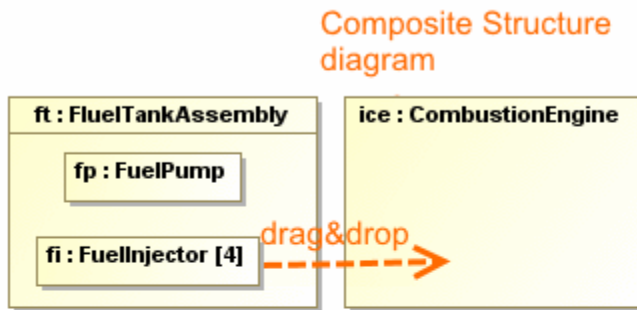 Composite Structure
diagram
ft : FluelTankAssembly
ice : CombustionEngine
fp : FuelPump
drag&drop
fi : FuelInjector [4]